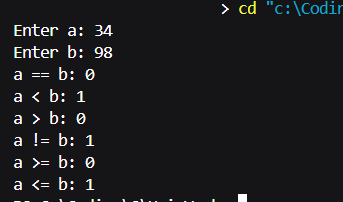 > cd "c:\Codin
Enter a: 34
Enter b: 98
a == b: 0
a < b: 1
a > b: 0
a != b: 1
a >= b: 0
a <= b: 1